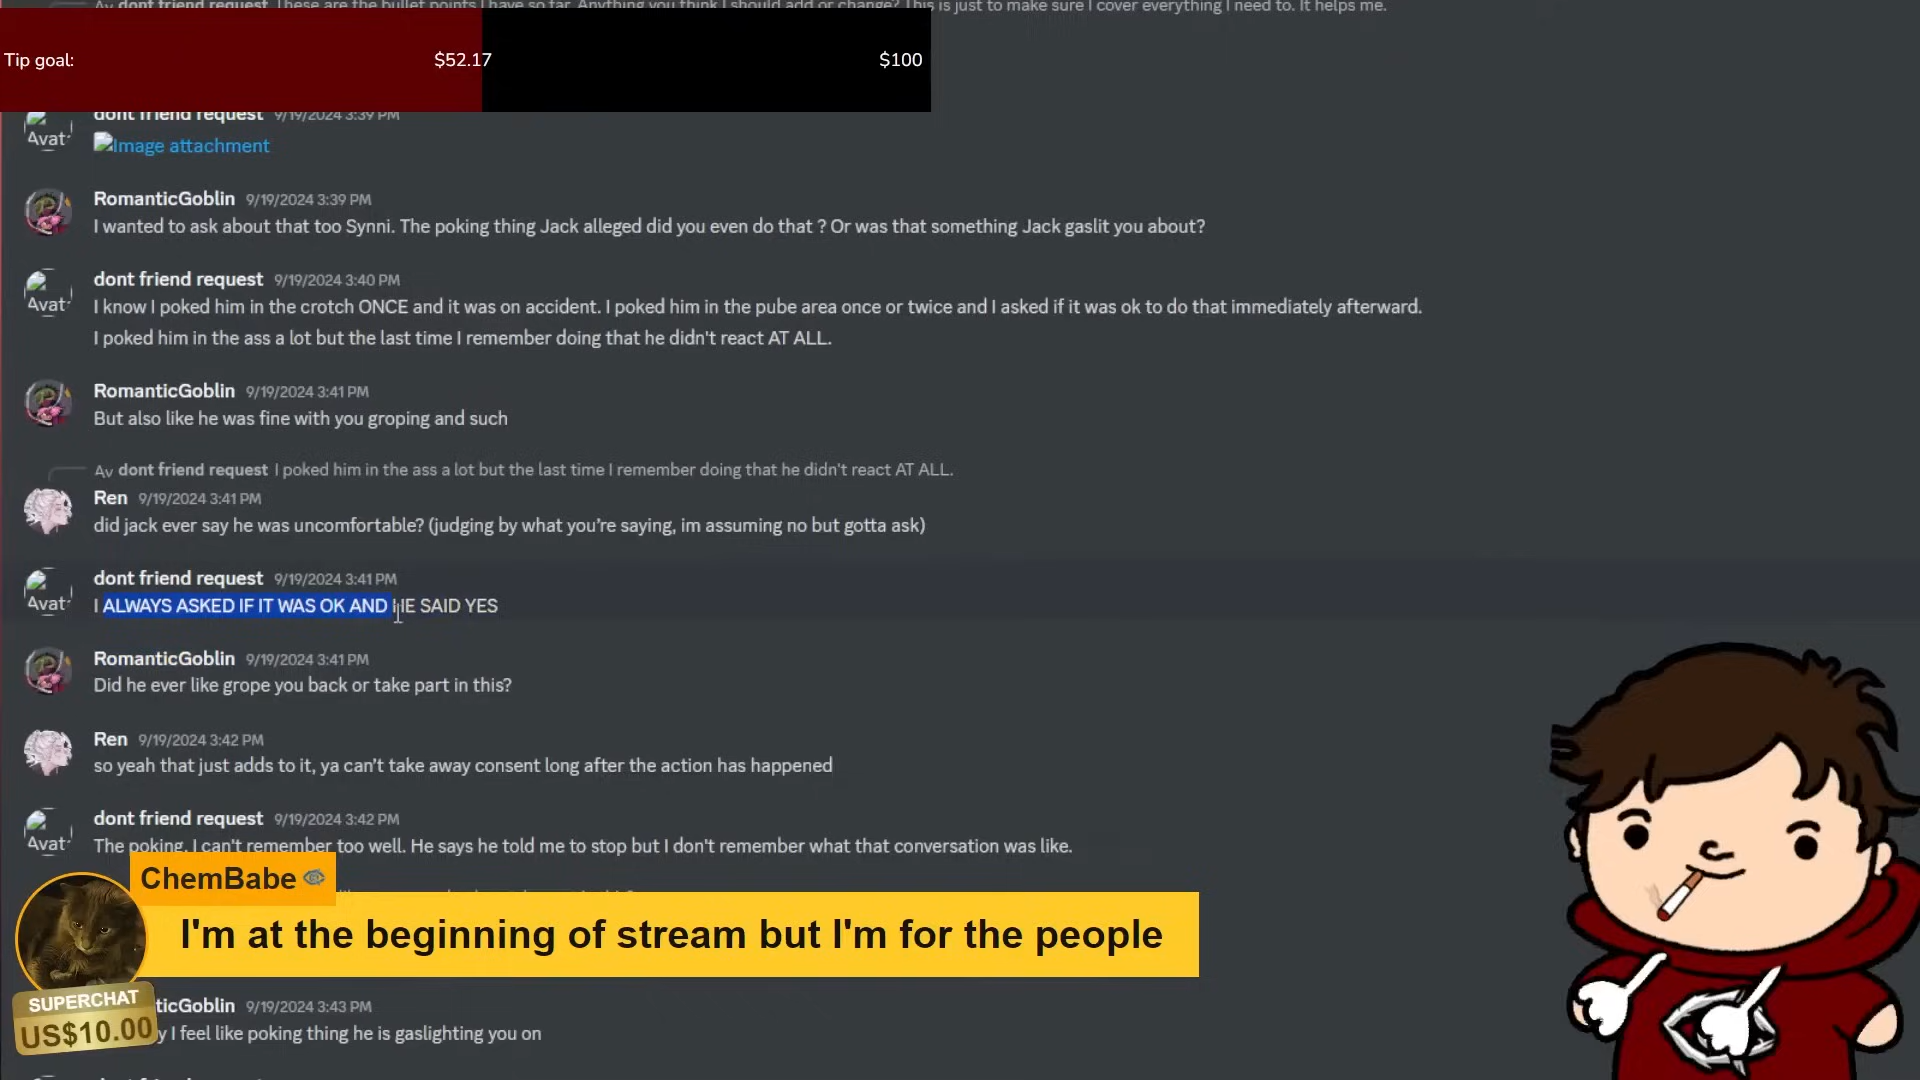 Av dont friend request These are the bullet points I have so far. Anything you think I should add or change? This is just to make sure I cover everything I need to. It helps me.
Tip goal: $52.17 $100
dont friend request 9/19/2024 3:39 PM
Avat
Image attachment
RomanticGoblin 9/19/2024 3:39 PM
I wanted to ask about that too Synni. The poking thing Jack alleged did you even do that ? Or was that something Jack gaslit you about?
dont friend request 9/19/2024 3:40 PM
Avat
I know I poked him in the crotch ONCE and it was on accident. I poked him in the pube area once or twice and I asked if it was ok to do that immediately afterward.
I poked him in the ass a lot but the last time I remember doing that he didn't react AT ALL.
RomanticGoblin 9/19/2024 3:41 PM
But also like he was fine with you groping and such
Av dont friend request I poked him in the ass a lot but the last time I remember doing that he didn't react AT ALL.
Ren 9/19/2024 3:41 PM
did jack ever say he was uncomfortable? (judging by what you're saying, im assuming no but gotta ask)
dont friend request 9/19/2024 3:41 PM
Avat
I ALWAYS ASKED IF IT WAS OK AND HE SAID YES
RomanticGoblin 9/19/2024 3:41 PM
Did he ever like grope you back or take part in this?
Ren 9/19/2024 3:42 PM
so yeah that just adds to it, ya can't take away consent long after the action has happened
dont friend request 9/19/2024 3:42 PM
Avat
The poking, I can't remember too well. He says he told me to stop but I don't remember what that conversation was like.
ChemBabe
I'm at the beginning of stream but I'm for the people
SUPERCHAT
US$10.00
ticGoblin 9/19/2024 3:43 PM
y I feel like poking thing he is gaslighting you on